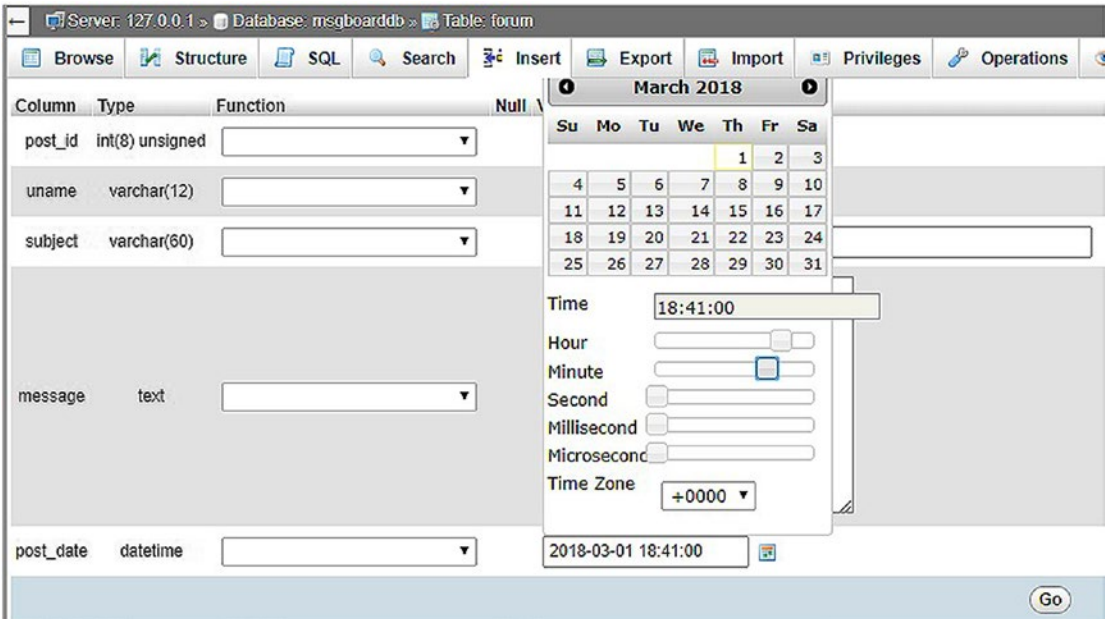 Server: 127.0.0.1 » Database: msgboarddb » Table: forum
Browse Structure SQL Search Insert Export Import Privileges Operations
Column Type Function Null
March 2018
Su Mo Tu We Th Fr Sa
1 2 3
4 5 6 7 8 9 10
11 12 13 14 15 16 17
18 19 20 21 22 23 24
25 26 27 28 29 30 31
post_id int(8) unsigned
uname varchar(12)
subject varchar(60)
Time 18:41:00
Hour
Minute
Second
Millisecond
Microsecond
Time Zone +0000
message text
post_date datetime 2018-03-01 18:41:00
Go